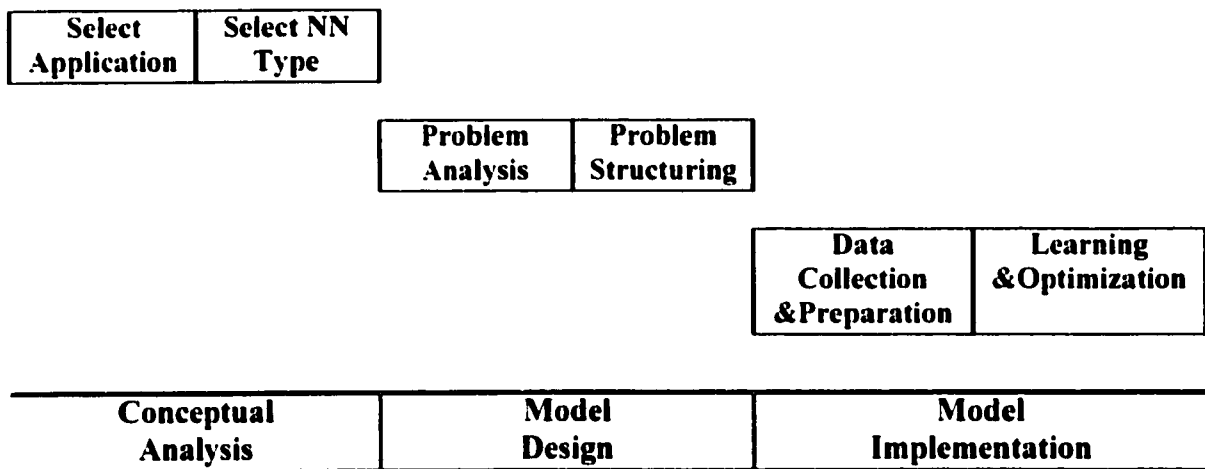 Select
Application
Select NN
Type
Problem
Analysis
Problem
Structuring
Data
Collection
&Preparation
Learning
&Optimization
Conceptual
Analysis
Model
Design
Model
Implementation